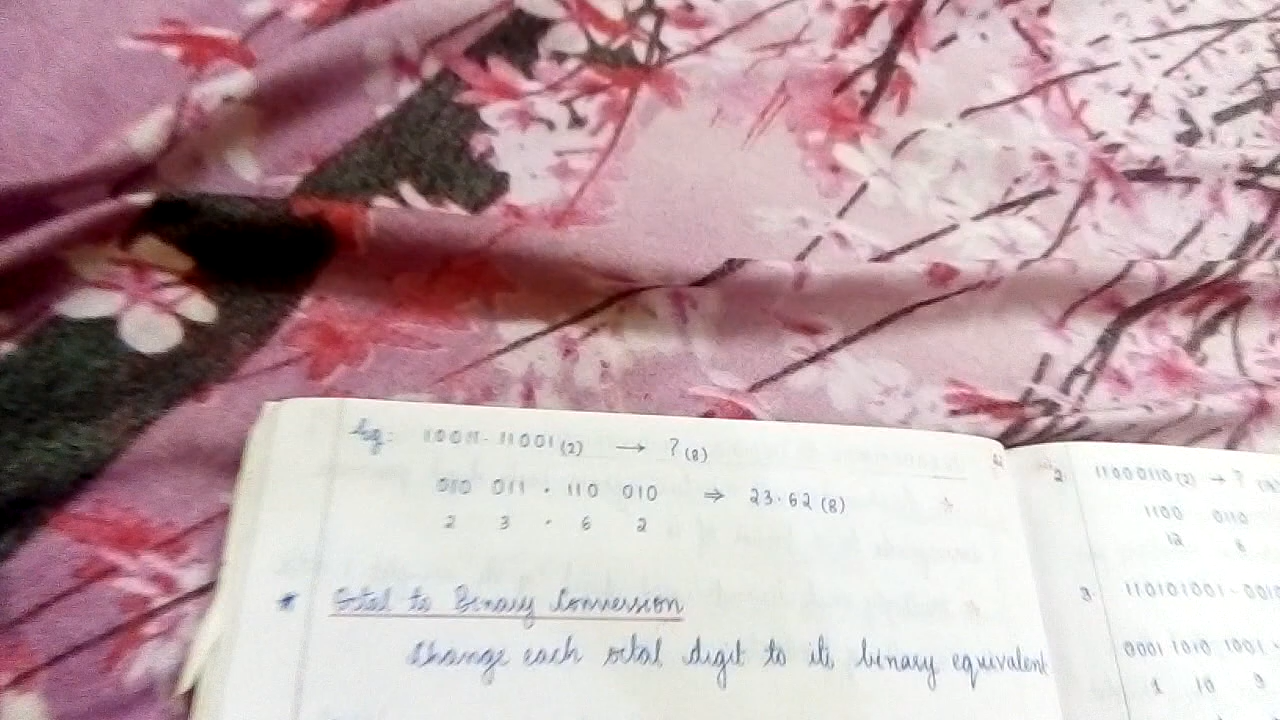 Eg: 10011.11001(2) → ?(8)
010 011 . 110 010 ⇒ 23.62(8)
2 3 . 6 2
* Octal to Binary Conversion
Change each octal digit to its binary equivalent
2. 11000110(2) → ?
1100 0110
12 6
3. 110101001.001
0001 1010 1001.
1 10 9